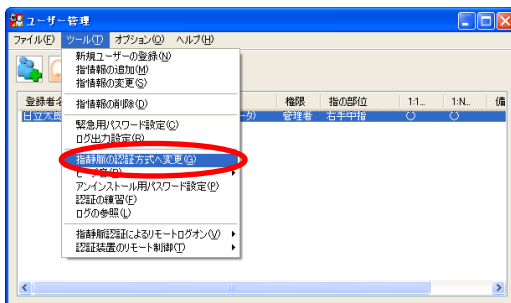 ユーザー管理
ファイル(F) ツール(T) オプション(O) ヘルプ(H)
新規ユーザーの登録(N)
指情報の追加(M)
指情報の変更(S)
指情報の削除(D)
緊急用パスワード設定(C)
ログ出力設定(R)
指静脈の認証方式へ変更(G)
アンインストール用パスワード設定(P)
認証の練習(E)
ログの参照(L)
指静脈認証によるリモートログオン(V)
認証装置のリモート制御(T)
登録者名 権限 指の部位 1:1... 1:N.. 備
日立太郎 管理者 右手中指 ○ ○